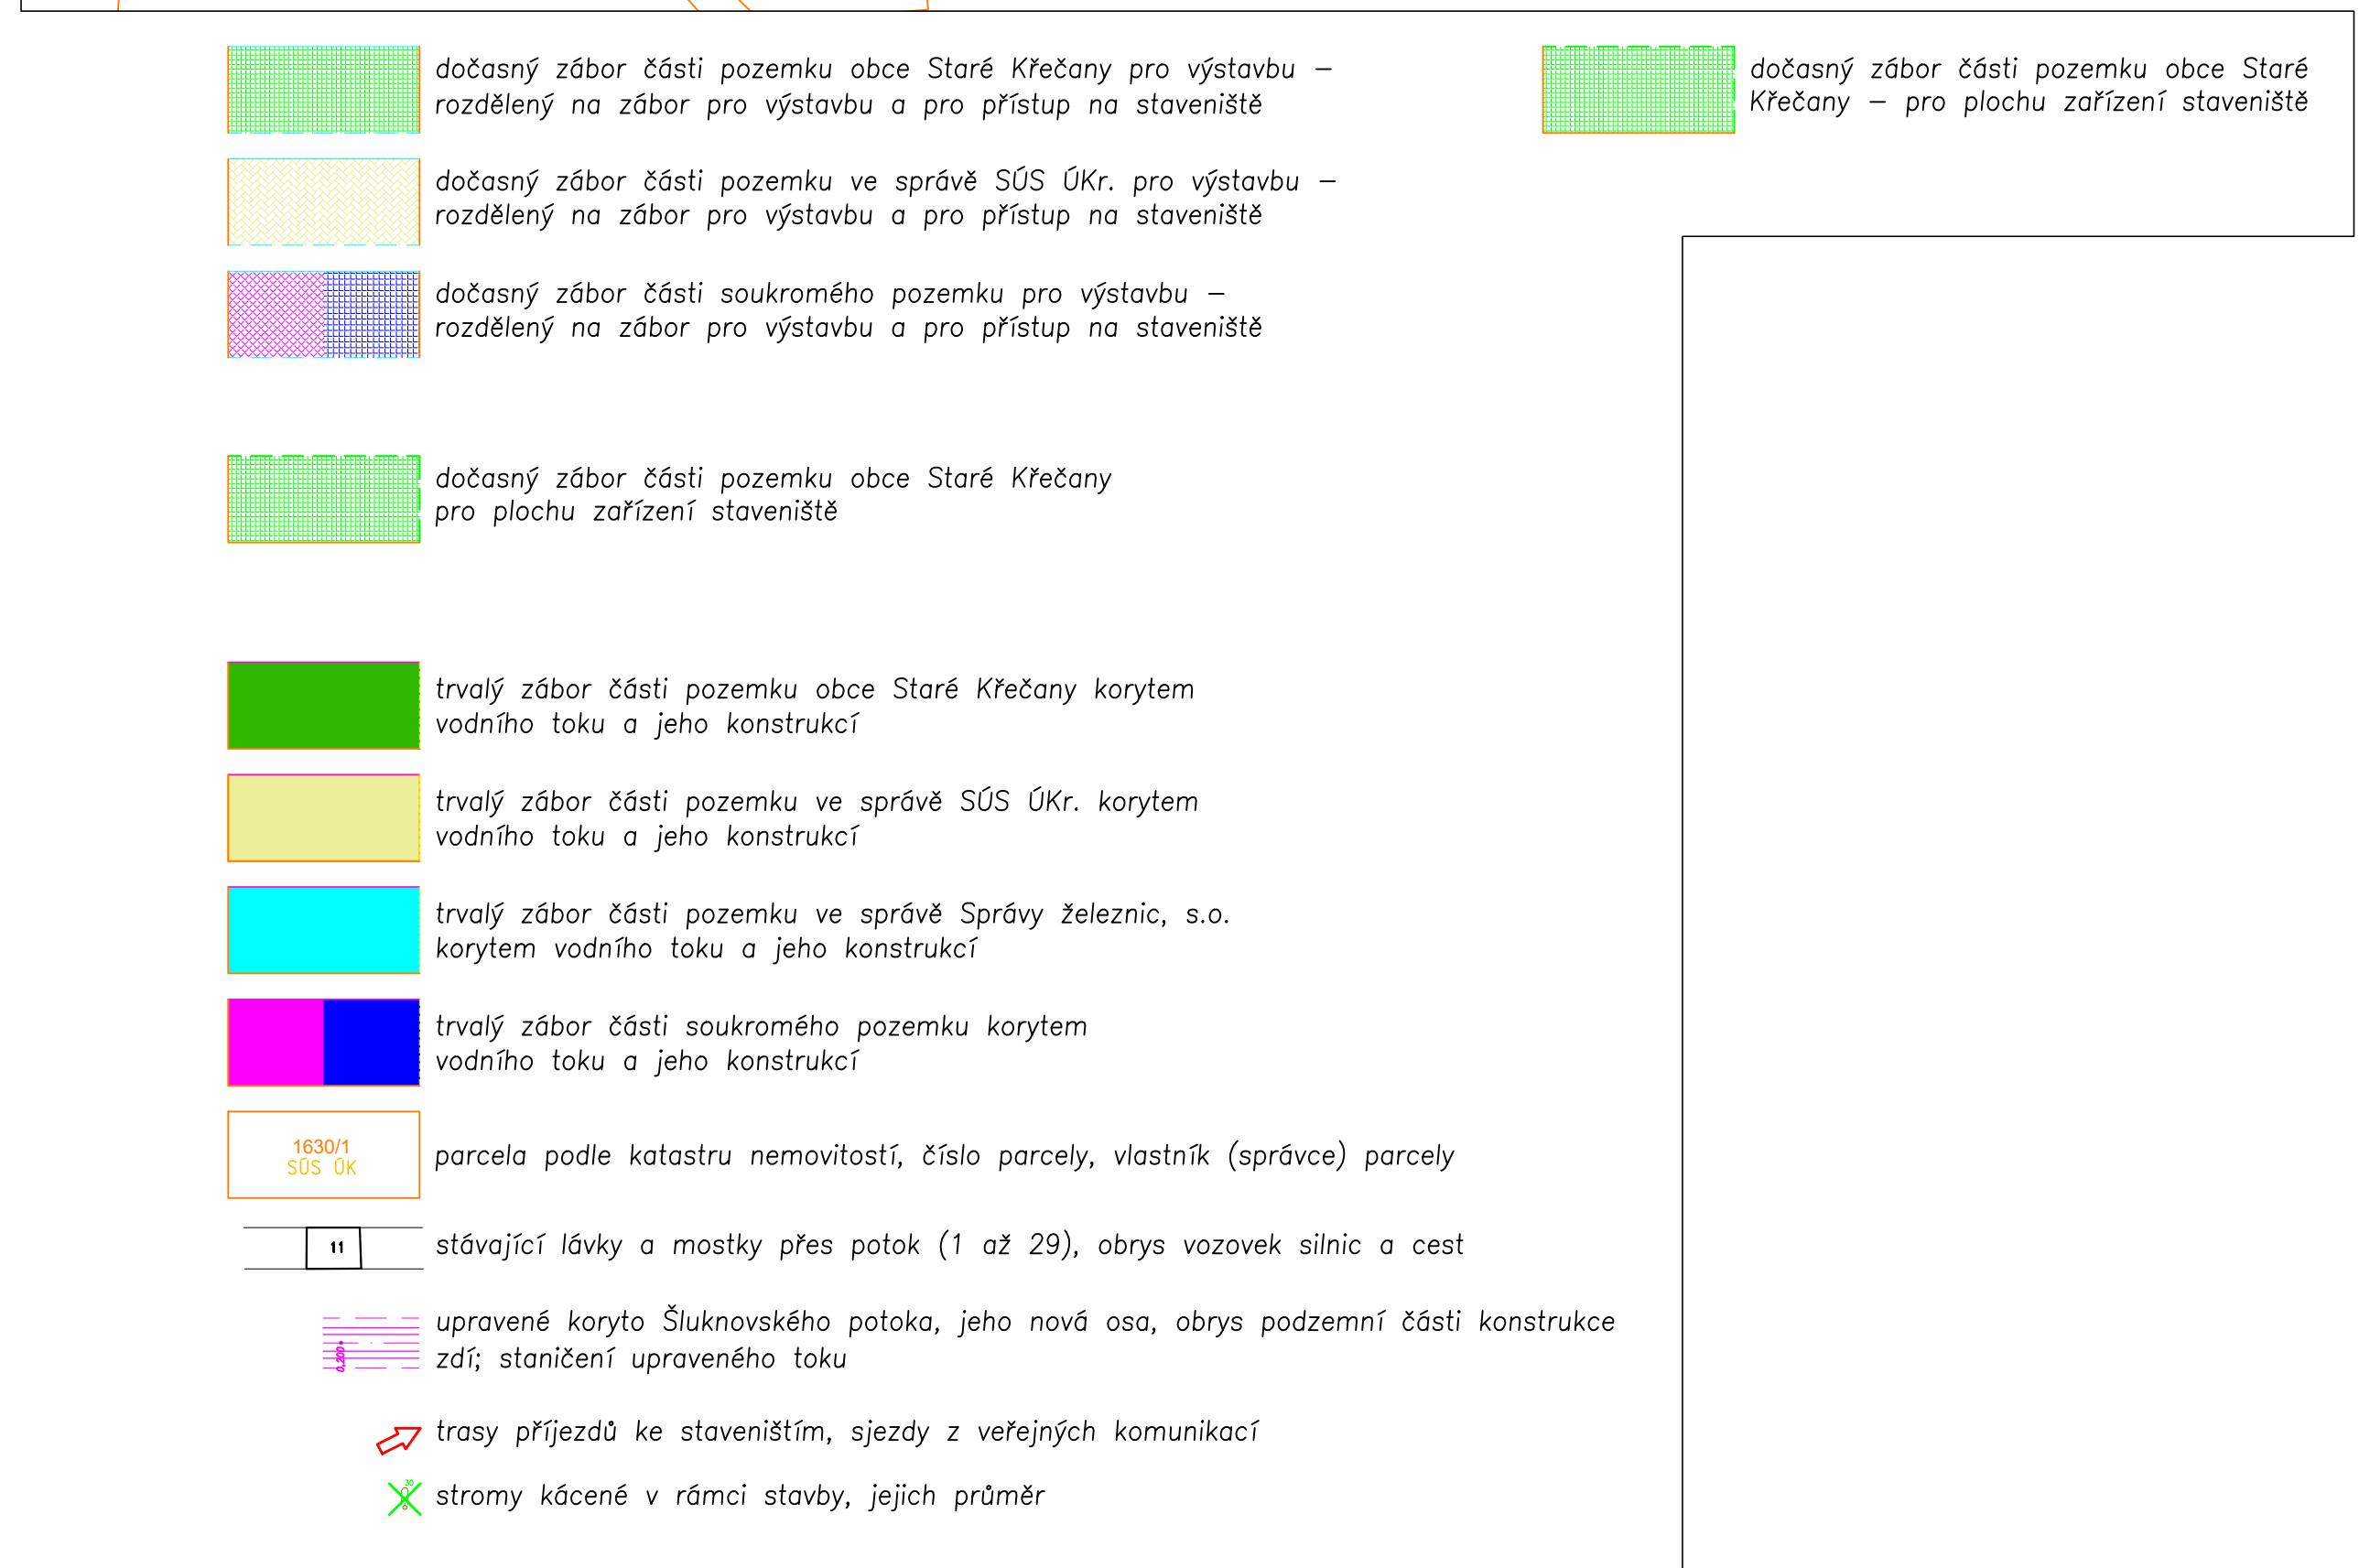 dočasný zábor části pozemku obce Staré Křečany pro výstavbu –
rozdělený na zábor pro výstavbu a pro přístup na staveniště
dočasný zábor části pozemku obce Staré
Křečany – pro plochu zařízení staveniště
dočasný zábor části pozemku ve správě SÚS ÚKr. pro výstavbu –
rozdělený na zábor pro výstavbu a pro přístup na staveniště
dočasný zábor části soukromého pozemku pro výstavbu –
rozdělený na zábor pro výstavbu a pro přístup na staveniště
dočasný zábor části pozemku obce Staré Křečany
pro plochu zařízení staveniště
trvalý zábor části pozemku obce Staré Křečany korytem
vodního toku a jeho konstrukcí
trvalý zábor části pozemku ve správě SÚS ÚKr. korytem
vodního toku a jeho konstrukcí
trvalý zábor části pozemku ve správě Správy železnic, s.o.
korytem vodního toku a jeho konstrukcí
trvalý zábor části soukromého pozemku korytem
vodního toku a jeho konstrukcí
1630/1
SÚS ÚK
parcela podle katastru nemovitostí, číslo parcely, vlastník (správce) parcely
11
stávající lávky a mostky přes potok (1 až 29), obrys vozovek silnic a cest
upravené koryto Šluknovského potoka, jeho nová osa, obrys podzemní části konstrukce
zdí; staničení upraveného toku
0,200
trasy příjezdů ke staveništím, sjezdy z veřejných komunikací
30
stromy kácené v rámci stavby, jejich průměr